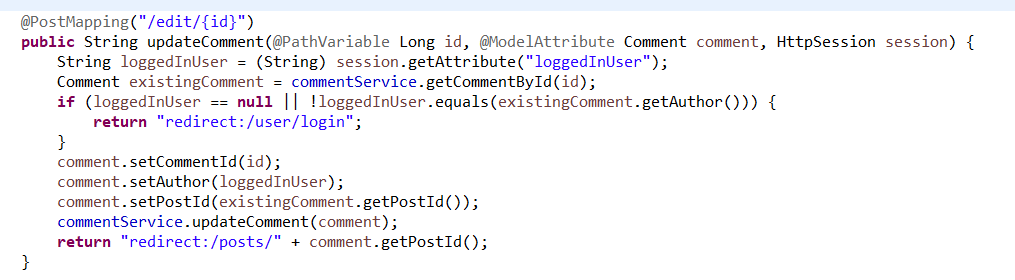 @PostMapping("/edit/{id}")
public String updateComment(@PathVariable Long id, @ModelAttribute Comment comment, HttpSession session) {
    String loggedInUser = (String) session.getAttribute("loggedInUser");
    Comment existingComment = commentService.getCommentById(id);
    if (loggedInUser == null || !loggedInUser.equals(existingComment.getAuthor())) {
        return "redirect:/user/login";
    }
    comment.setCommentId(id);
    comment.setAuthor(loggedInUser);
    comment.setPostId(existingComment.getPostId());
    commentService.updateComment(comment);
    return "redirect:/posts/" + comment.getPostId();
}